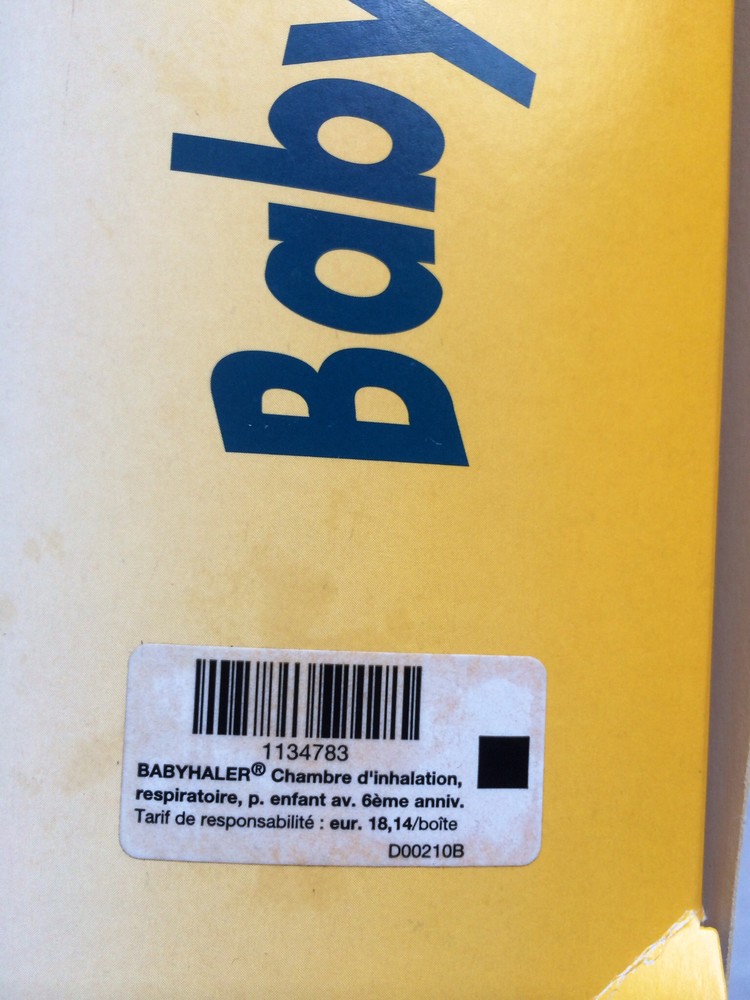 Baby
1134783
BABYHALER® Chambre d'inhalation,
respiratoire, p. enfant av. 6ème anniv.
Tarif de responsabilité : eur. 18,14/boîte
D00210B